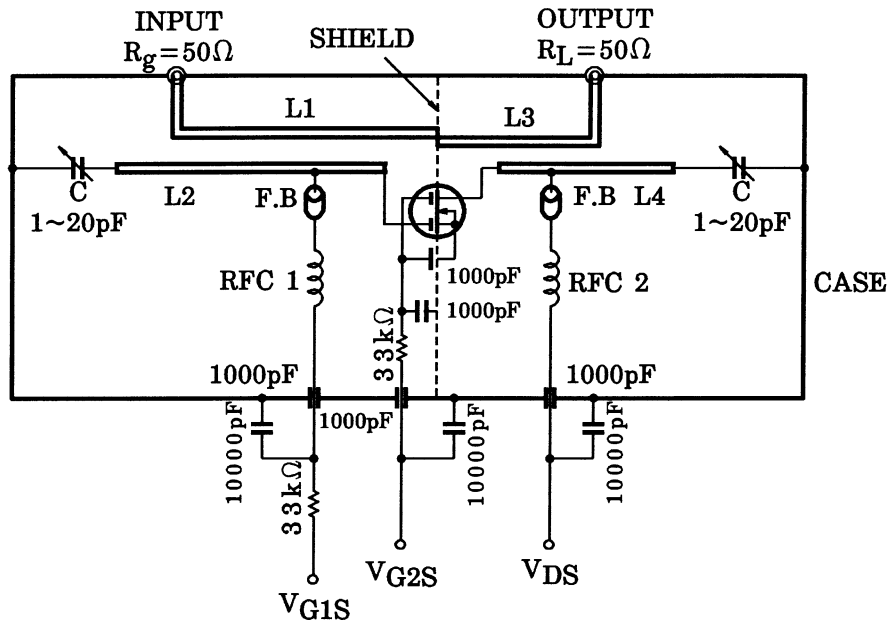 INPUT
Rg=50Ω
SHIELD
OUTPUT
RL=50Ω
L1
L3
C
1~20pF
L2
F.B
F.B
L4
C
1~20pF
RFC 1
1000pF
RFC 2
CASE
1000pF
33kΩ
1000pF
1000pF
1000pF
10000pF
10000pF
10000pF
33kΩ
VG1S
VG2S
VDS